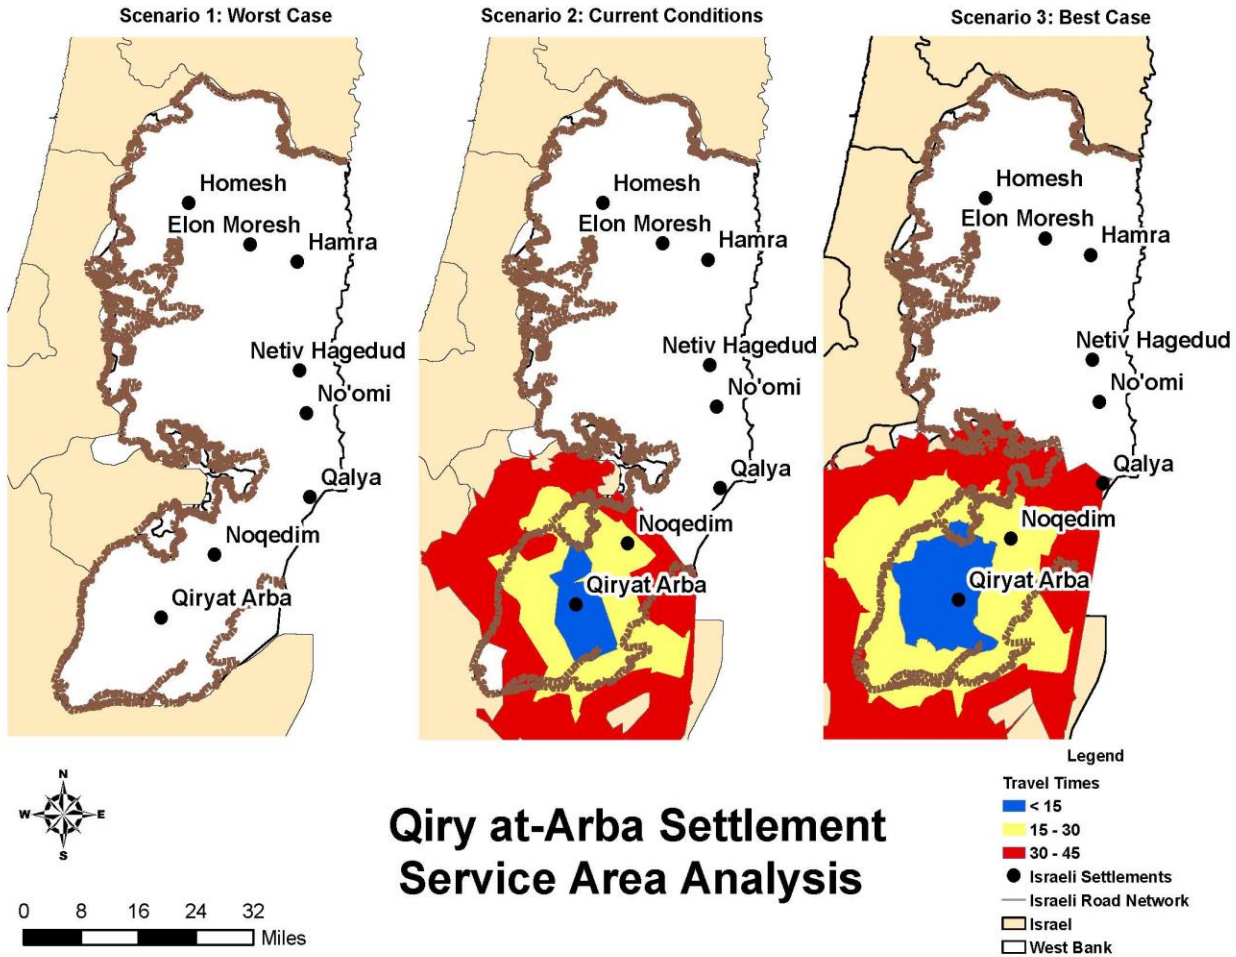 Scenario 1: Worst Case
Scenario 2: Current Conditions
Scenario 3: Best Case
Homesh
Elon Moresh
Hamra
Netiv Hagedud
No'omi
Qalya
Noqedim
Qiryat Arba
Homesh
Elon Moresh
Hamra
Netiv Hagedud
No'omi
Qalya
Noqedim
Qiryat Arba
Homesh
Elon Moresh
Hamra
Netiv Hagedud
No'omi
Qalya
Noqedim
Qiryat Arba
N
W E
S
0 8 16 24 32
Miles
Qiry at-Arba Settlement
Service Area Analysis
Legend
Travel Times
< 15
15 - 30
30 - 45
Israeli Settlements
Israeli Road Network
Israel
West Bank